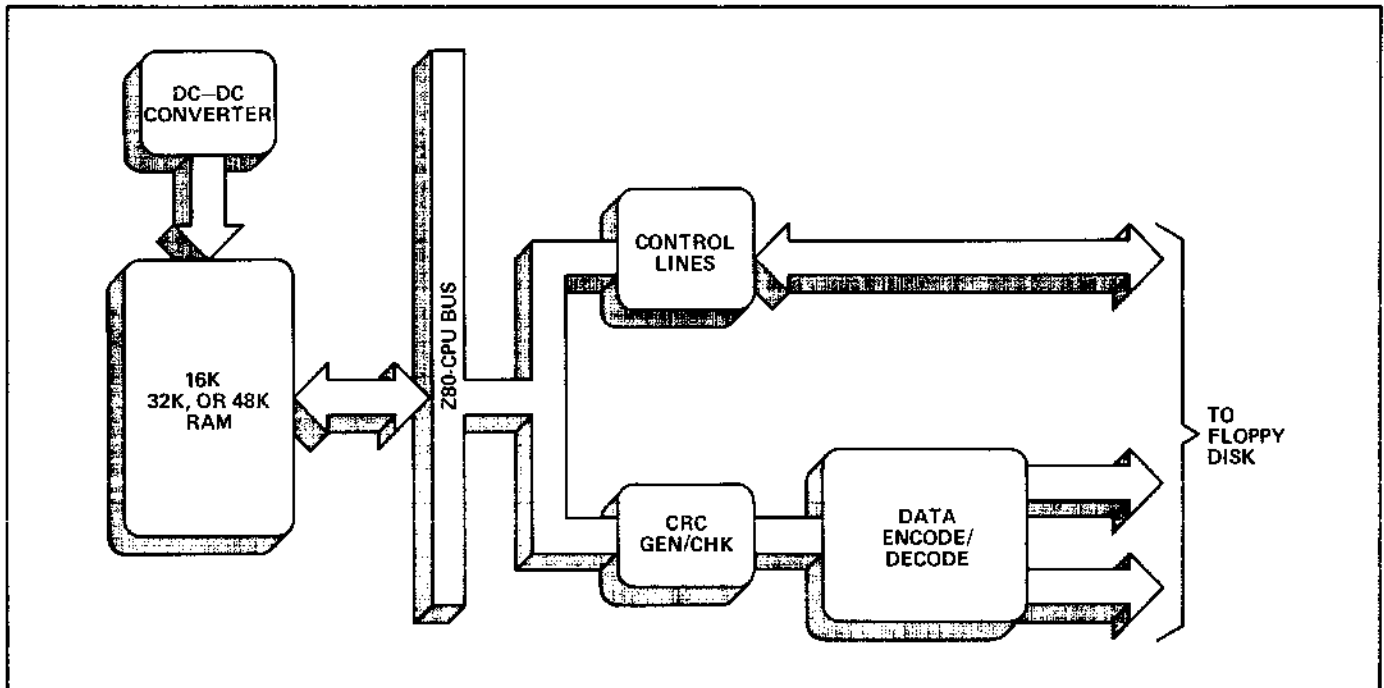 DC–DC
CONVERTER
16K
32K, OR 48K
RAM
Z80-CPU BUS
CONTROL
LINES
CRC
GEN/CHK
DATA
ENCODE/
DECODE
TO
FLOPPY
DISK